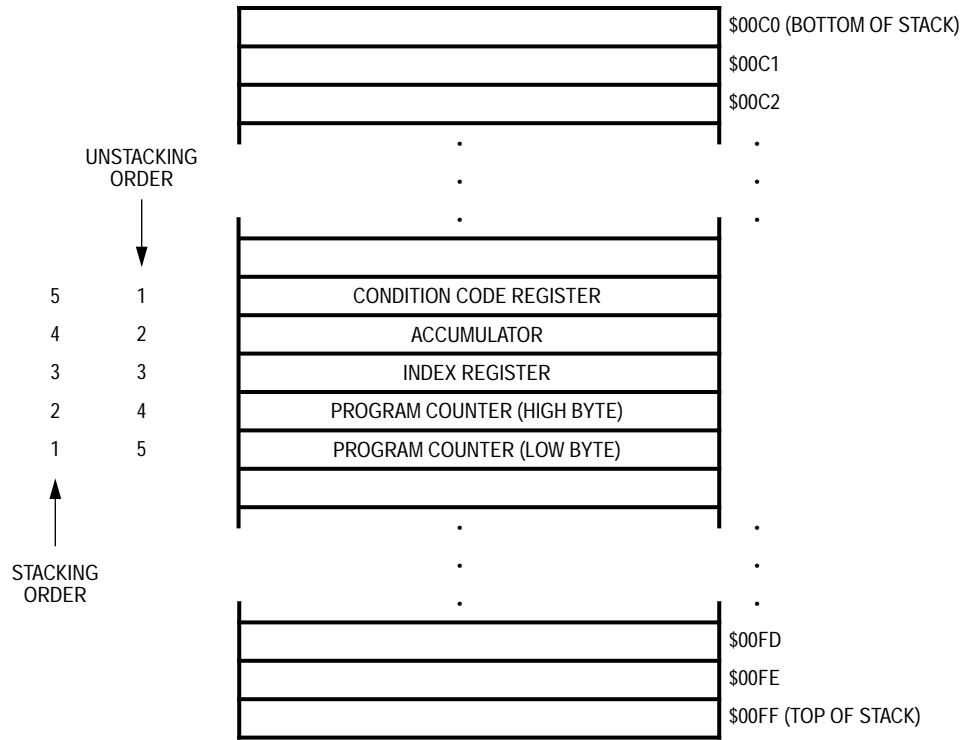 $00C0 (BOTTOM OF STACK)
$00C1
$00C2
UNSTACKING
ORDER
5 1 CONDITION CODE REGISTER
4 2 ACCUMULATOR
3 3 INDEX REGISTER
2 4 PROGRAM COUNTER (HIGH BYTE)
1 5 PROGRAM COUNTER (LOW BYTE)
STACKING
ORDER
$00FD
$00FE
$00FF (TOP OF STACK)